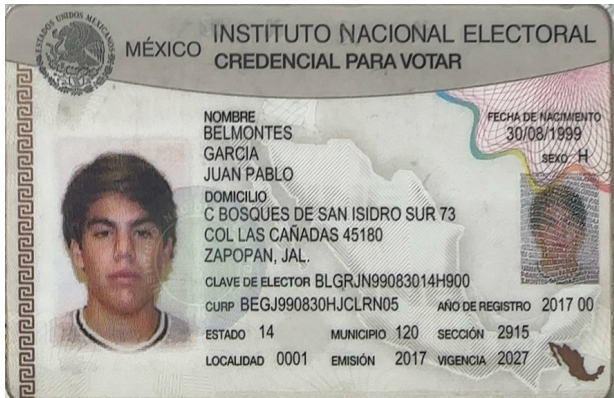 ESTADOS UNIDOS MEXICANOS
MÉXICO
INSTITUTO NACIONAL ELECTORAL
CREDENCIAL PARA VOTAR
NOMBRE
BELMONTES
GARCIA
JUAN PABLO
FECHA DE NACIMIENTO
30/08/1999
SEXO H
DOMICILIO
C BOSQUES DE SAN ISIDRO SUR 73
COL LAS CAÑADAS 45180
ZAPOPAN, JAL.
CLAVE DE ELECTOR BLGRJN99083014H900
CURP BEGJ990830HJCLRN05 AÑO DE REGISTRO 2017 00
ESTADO 14 MUNICIPIO 120 SECCIÓN 2915
LOCALIDAD 0001 EMISIÓN 2017 VIGENCIA 2027